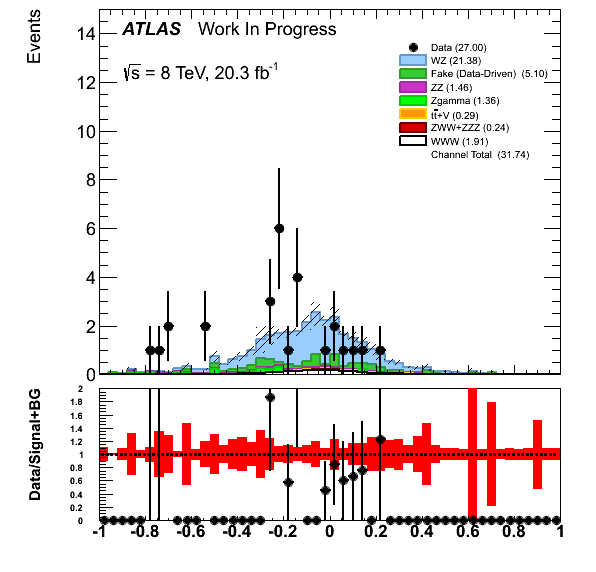 ATLAS Work In Progress
√s = 8 TeV, 20.3 fb-1
Events
Data (27.00)
WZ (21.38)
Fake (Data-Driven) (5.10)
ZZ (1.46)
Zgamma (1.36)
tt̄+V (0.29)
ZWW+ZZZ (0.24)
WWW (1.91)
Channel Total (31.74)
14
12
10
8
6
4
2
0
Data/Signal+BG
2
1.8
1.6
1.4
1.2
1
0.8
0.6
0.4
0.2
0
-1 -0.8 -0.6 -0.4 -0.2 0 0.2 0.4 0.6 0.8 1